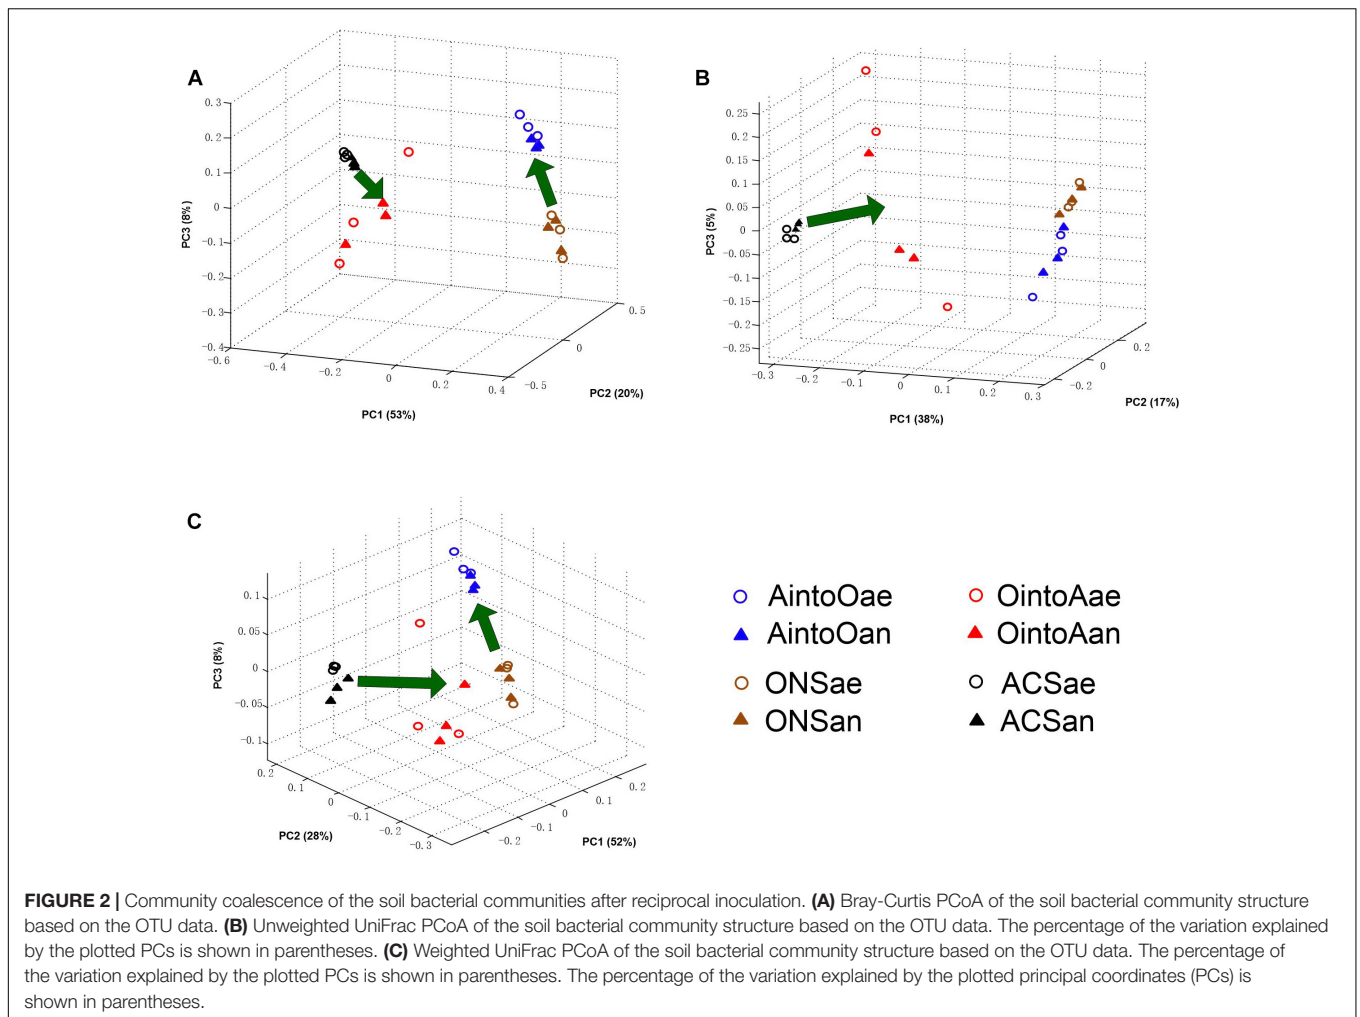 A
0.3
0.2
0.1
0
-0.1
-0.2
-0.3
-0.4
PC3 (8%)
-0.6
-0.4
-0.2
0
0.2
0.4
PC1 (53%)
-0.5
0
0.5
PC2 (20%)
B
0.25
0.2
0.15
0.1
0.05
0
-0.05
-0.1
-0.15
-0.2
-0.25
PC3 (5%)
-0.3
-0.2
-0.1
0
0.1
0.2
0.3
PC1 (38%)
-0.2
0
0.2
PC2 (17%)
C
0.1
0.05
0
-0.05
-0.1
PC3 (8%)
0.2
0.1
0
-0.1
-0.2
-0.3
PC2 (28%)
-0.2
-0.1
0
0.1
0.2
PC1 (52%)
AintoOae
OintoAae
AintoOan
OintoAan
ONSae
ACSae
ONSan
ACSan
FIGURE 2 | Community coalescence of the soil bacterial communities after reciprocal inoculation. (A) Bray-Curtis PCoA of the soil bacterial community structure
based on the OTU data. (B) Unweighted UniFrac PCoA of the soil bacterial community structure based on the OTU data. The percentage of the variation explained
by the plotted PCs is shown in parentheses. (C) Weighted UniFrac PCoA of the soil bacterial community structure based on the OTU data. The percentage of
the variation explained by the plotted PCs is shown in parentheses. The percentage of the variation explained by the plotted principal coordinates (PCs) is
shown in parentheses.